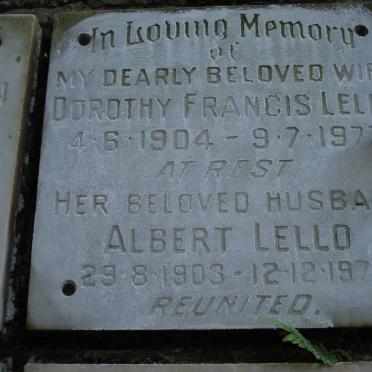 In Loving Memory
of
MY DEARLY BELOVED WIF
DOROTHY FRANCIS LEL
4·6·1904 - 9·7·197
AT REST.
HER BELOVED HUSBA
ALBERT LELLO
29·8·1903 - 12·12·197
REUNITED.